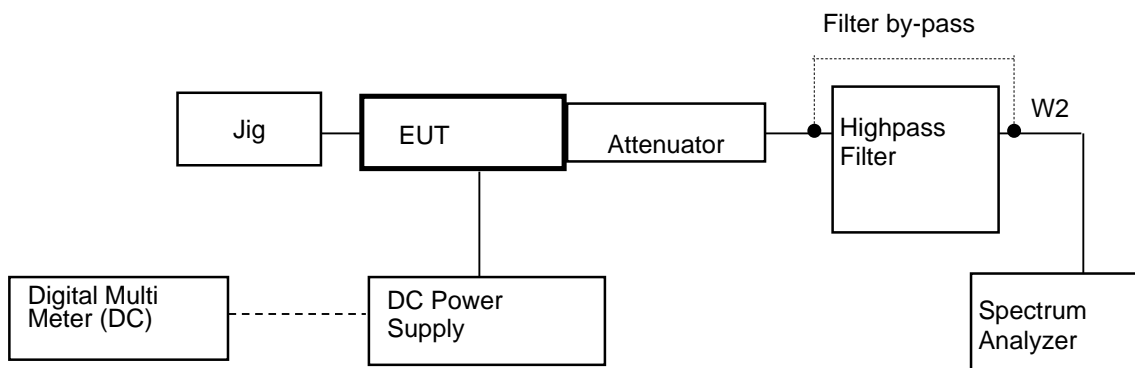 Filter by-pass
Jig
EUT
Attenuator
Highpass
Filter
W2
Digital Multi
Meter (DC)
DC Power
Supply
Spectrum
Analyzer